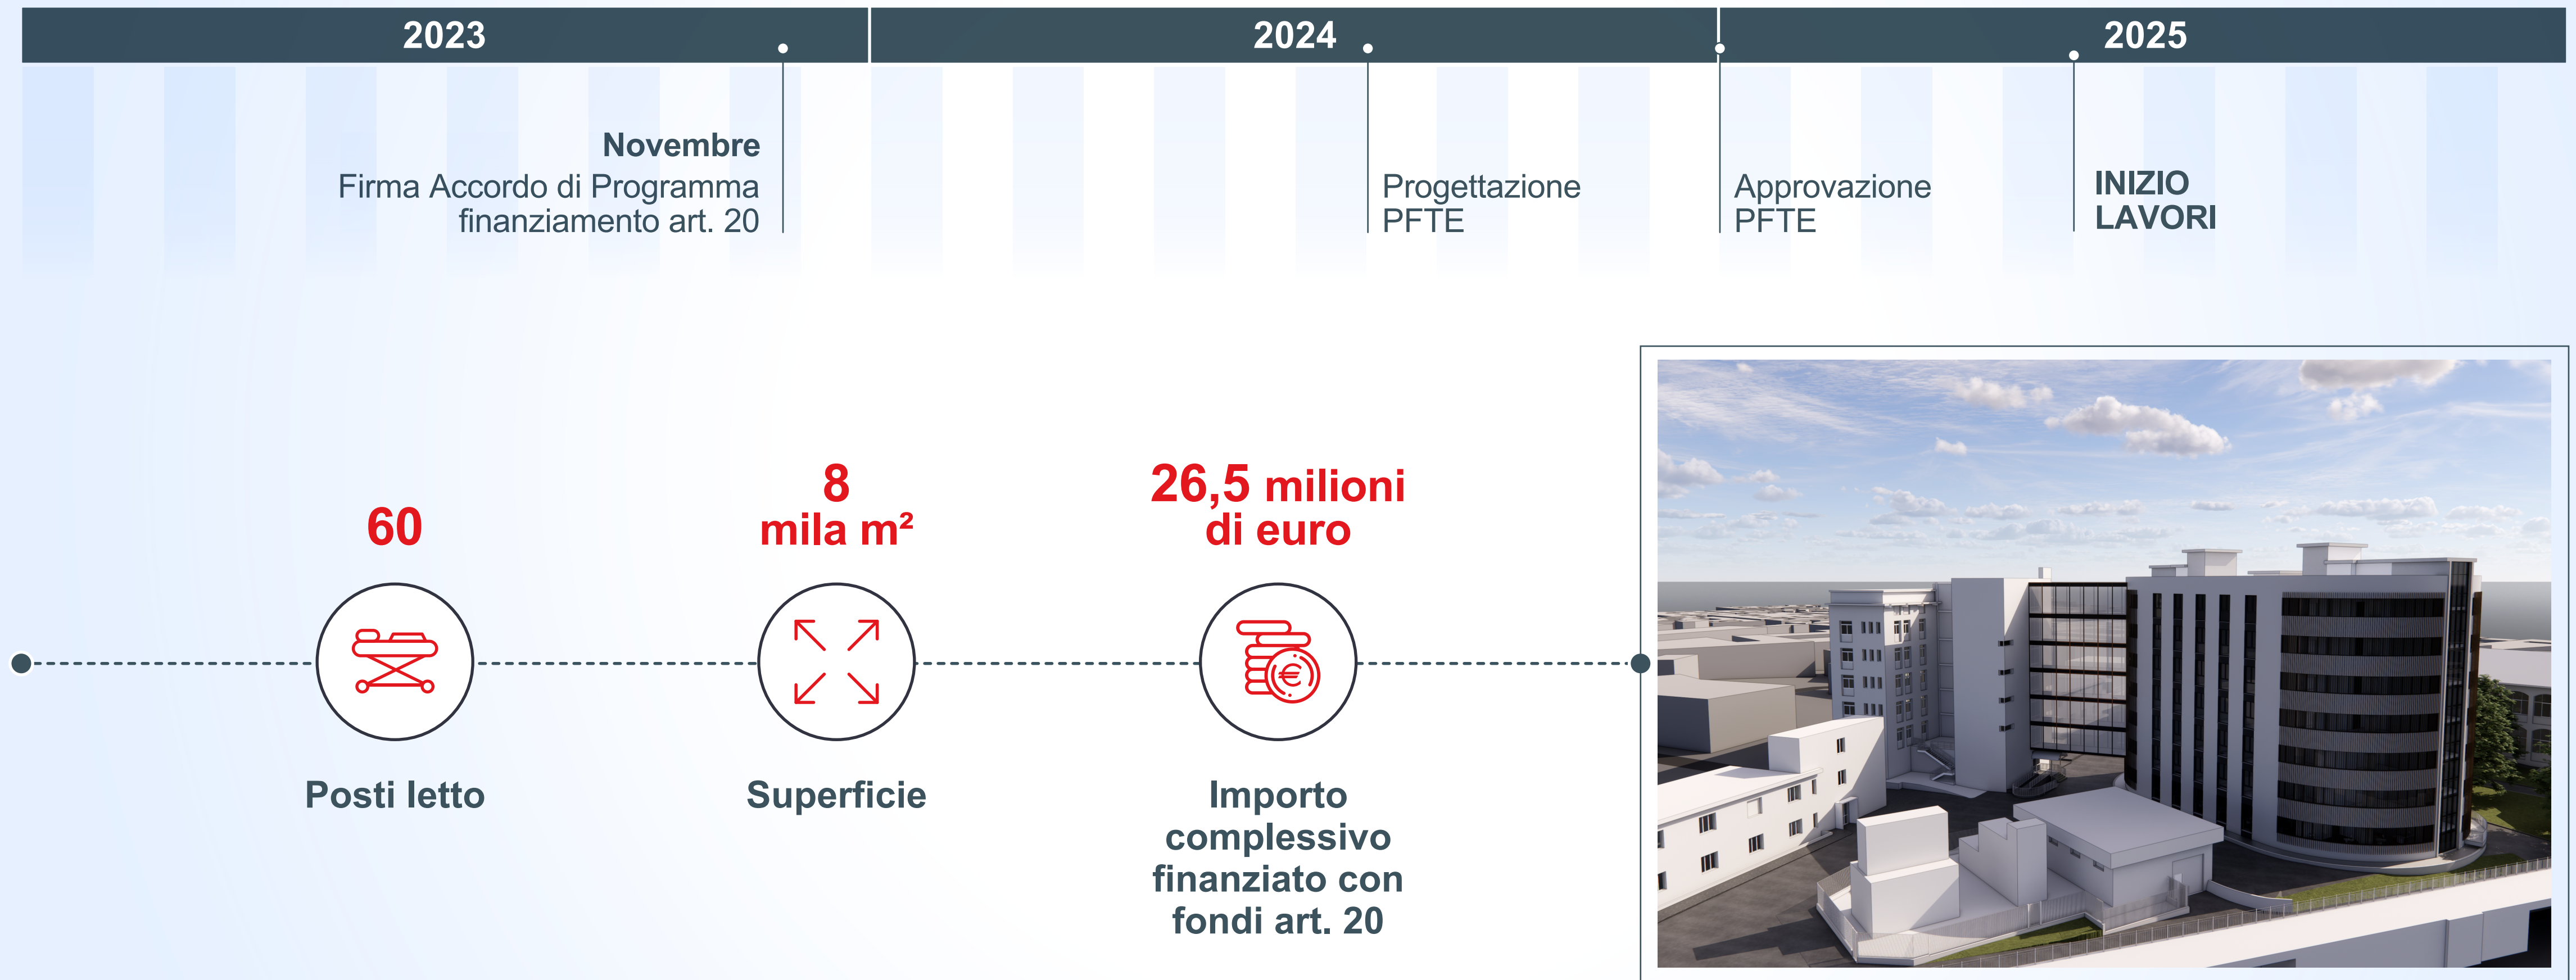 2023
2024
2025
Novembre
Firma Accordo di Programma
finanziamento art. 20
Progettazione
PFTE
Approvazione
PFTE
INIZIO
LAVORI
60
Posti letto
8
mila m²
Superficie
26,5 milioni
di euro
Importo
complessivo
finanziato con
fondi art. 20